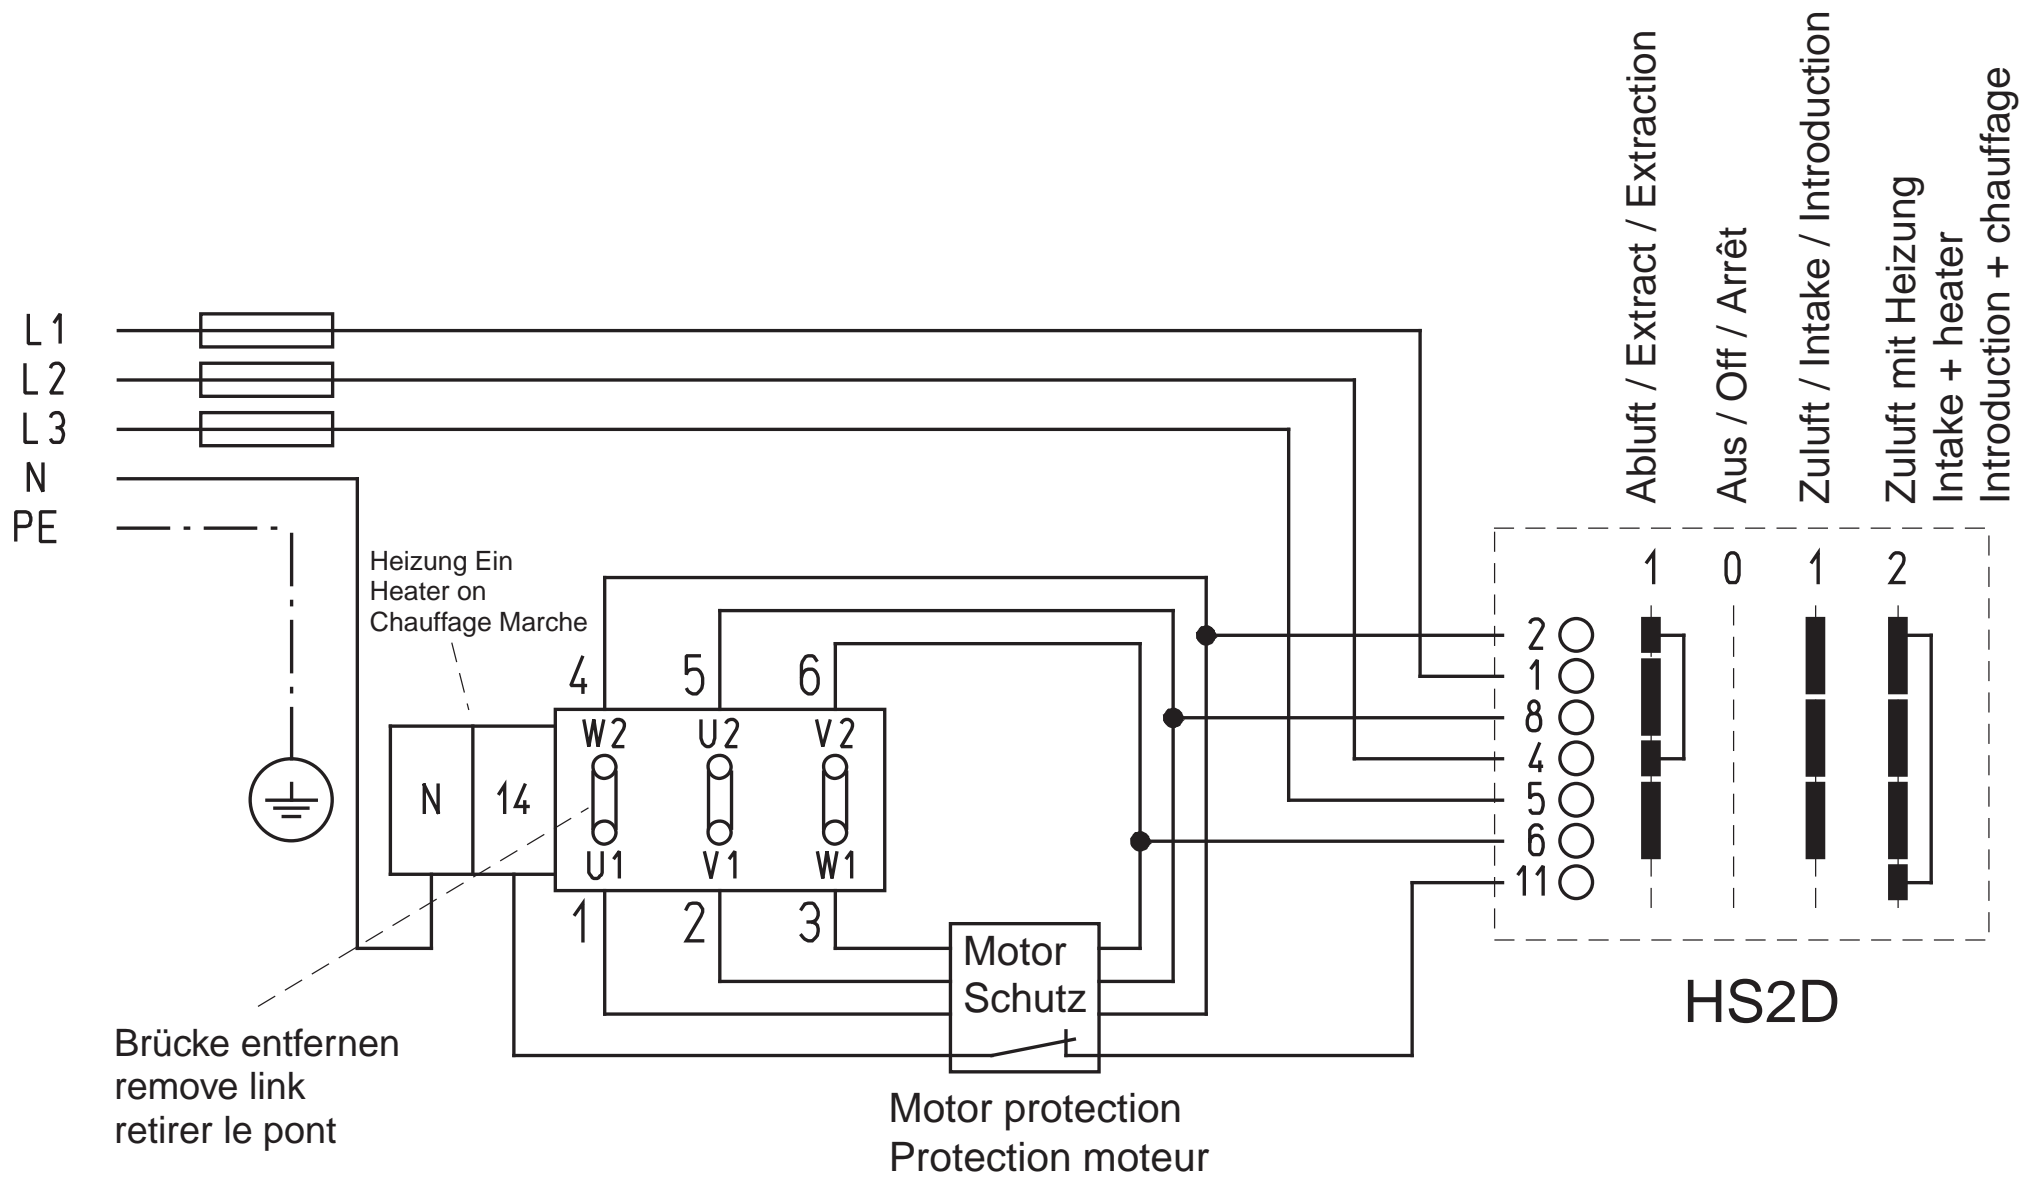 Abluft / Extract / Extraction
Aus / Off / Arrêt
Zuluft / Intake / Introduction
Zuluft mit Heizung
Intake + heater
Introduction + chauffage
L1
L2
L3
N
PE
Heizung Ein
Heater on
Chauffage Marche
1 0 1 2
2
1
8
4
5
6
11
HS2D
4 5 6
W2 U2 V2
N 14
U1 V1 W1
1 2 3
Motor
Schutz
Motor protection
Protection moteur
Brücke entfernen
remove link
retirer le pont